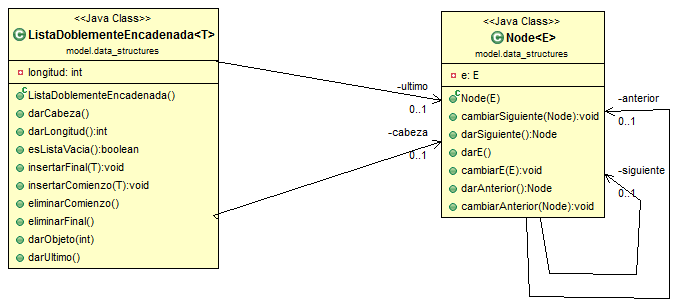 <<Java Class>>
ListaDoblementeEncadenada<T>
model.data_structures
longitud: int
ListaDoblementeEncadenada()
darCabeza()
darLongitud():int
esListaVacia():boolean
insertarFinal(T):void
insertarComienzo(T):void
eliminarComienzo()
eliminarFinal()
darObjeto(int)
darUltimo()
-ultimo
0..1
-cabeza
0..1
<<Java Class>>
Node<E>
model.data_structures
e: E
Node(E)
cambiarSiguiente(Node):void
darSiguiente():Node
darE()
cambiarE(E):void
darAnterior():Node
cambiarAnterior(Node):void
-anterior
0..1
-siguiente
0..1